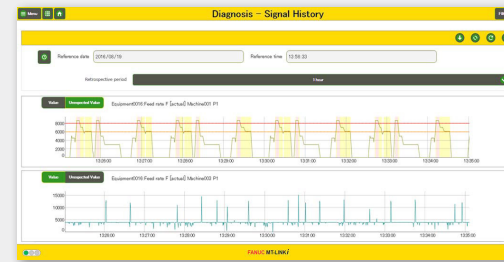 Menu
Diagnosis - Signal History
Reference date 2016/08/19 Reference time 13:58:33
Retrospective period 1hour
Value Unexpected Value Equipment0016 Feed rate F [actual] Machine001 P1
8000
6000
4000
2000
0
13:26:00 13:27:00 13:28:00 13:29:00 13:30:00 13:31:00 13:32:00 13:33:00 13:34:00 13:35:00
Value Unexpected Value Equipment0016 Feed rate F [actual] Machine003 P1
15000
10000
5000
0
13:26:00 13:27:00 13:28:00 13:29:00 13:30:00 13:31:00 13:32:00 13:33:00 13:34:00 13:35:00
FANUC MT-LINKi